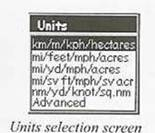 Units
km/m/kph/hectares
mi/feet/mph/acres
mi/yd/mph/acres
mi/sv ft/mph/sv acr
nm/yd/knot/sq.nm
Advanced
Units selection screen